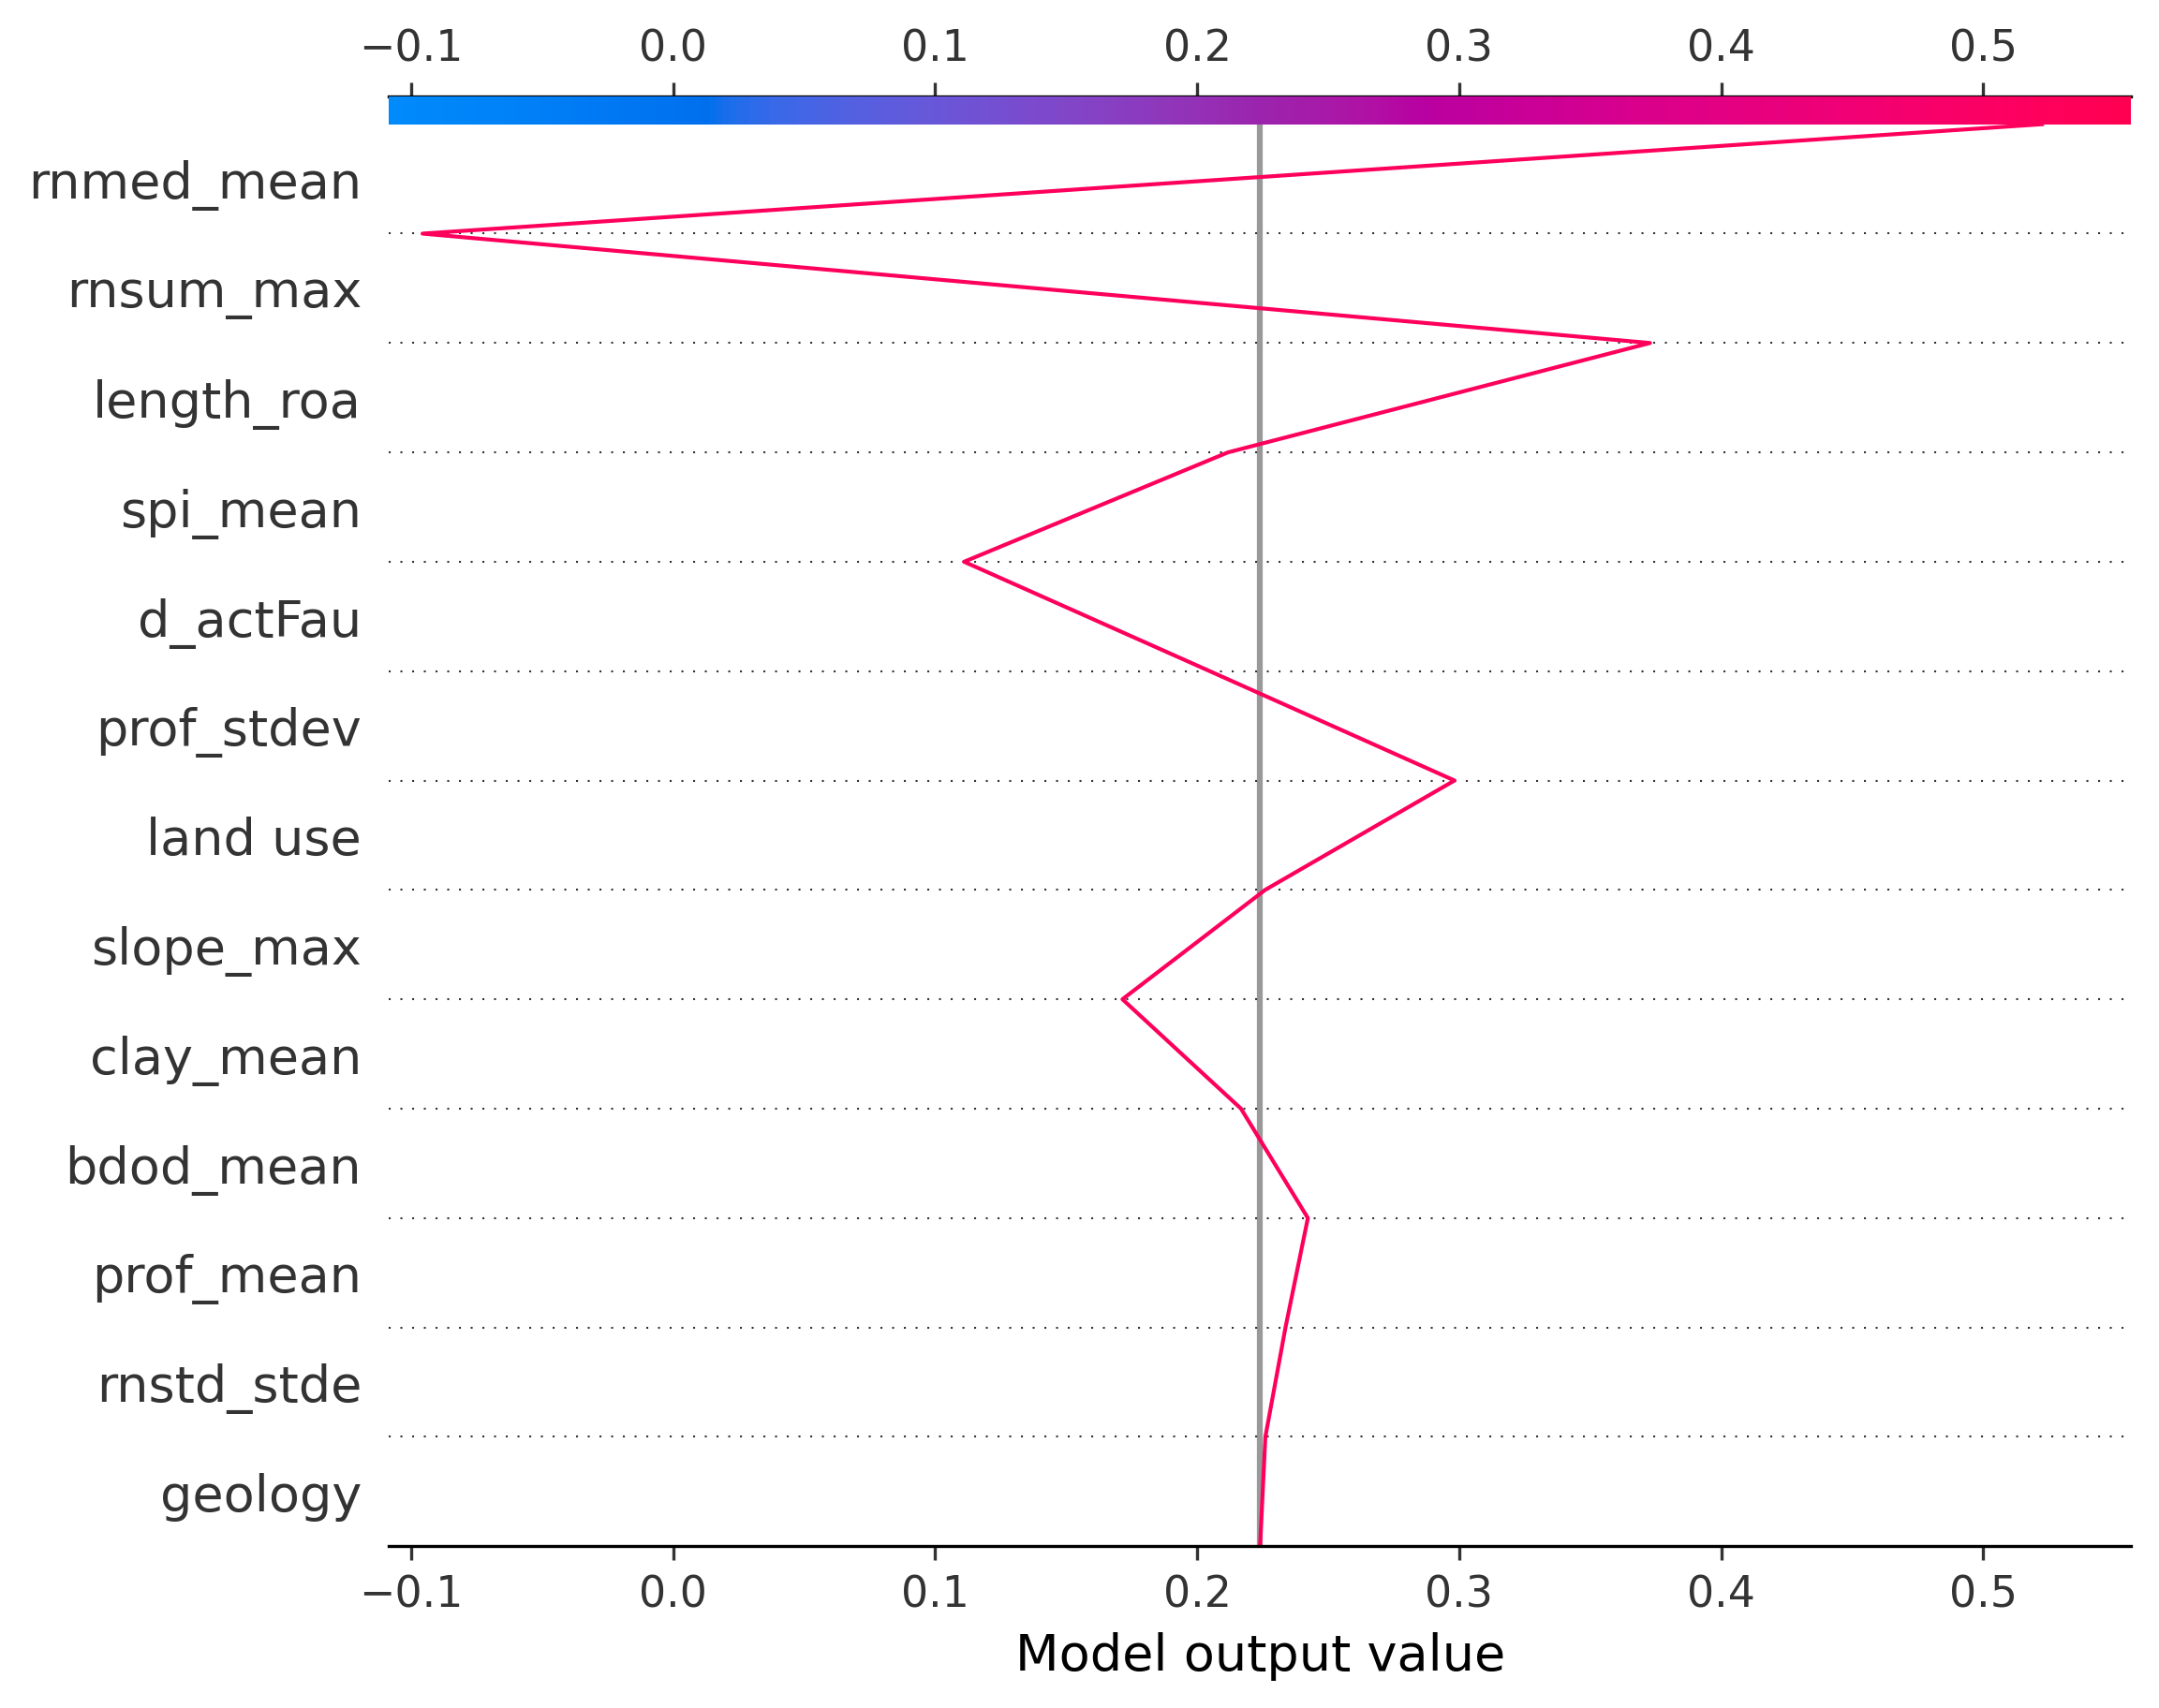 −0.1 0.0 0.1 0.2 0.3 0.4 0.5
rnmed_mean
rnsum_max
length_roa
spi_mean
d_actFau
prof_stdev
land use
slope_max
clay_mean
bdod_mean
prof_mean
rnstd_stde
geology
−0.1 0.0 0.1 0.2 0.3 0.4 0.5
Model output value